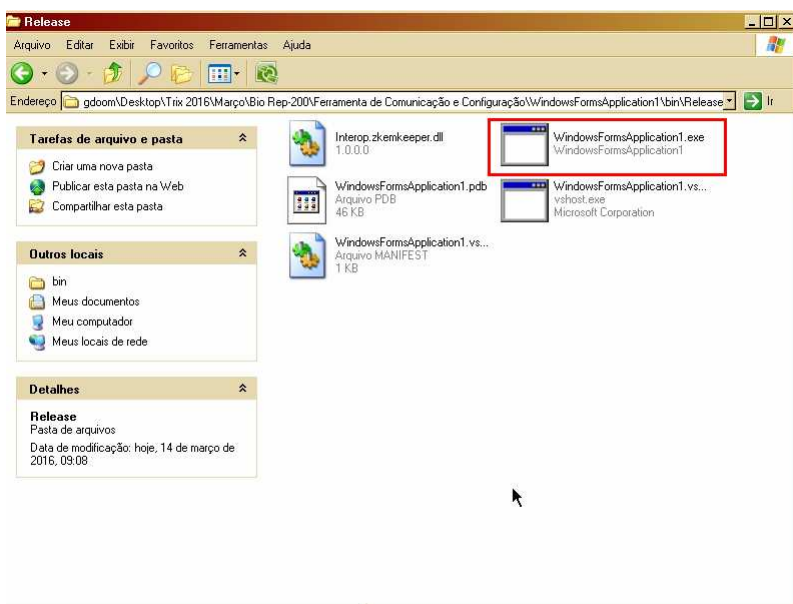 Release
Arquivo Editar Exibir Favoritos Ferramentas Ajuda
Endereço gdoom\Desktop\Trix 2016\Março\Bio Rep-200\Ferramenta de Comunicação e Configuração\WindowsFormsApplication1\bin\Release Ir
Tarefas de arquivo e pasta
Criar uma nova pasta
Publicar esta pasta na Web
Compartilhar esta pasta
Outros locais
bin
Meus documentos
Meu computador
Meus locais de rede
Detalhes
Release
Pasta de arquivos
Data de modificação: hoje, 14 de março de
2016, 09:08
Interop.zkemkeeper.dll
1.0.0.0
WindowsFormsApplication1.exe
WindowsFormsApplication1
WindowsFormsApplication1.pdb
Arquivo PDB
46 KB
WindowsFormsApplication1.vs...
vshost.exe
Microsoft Corporation
WindowsFormsApplication1.vs...
Arquivo MANIFEST
1 KB